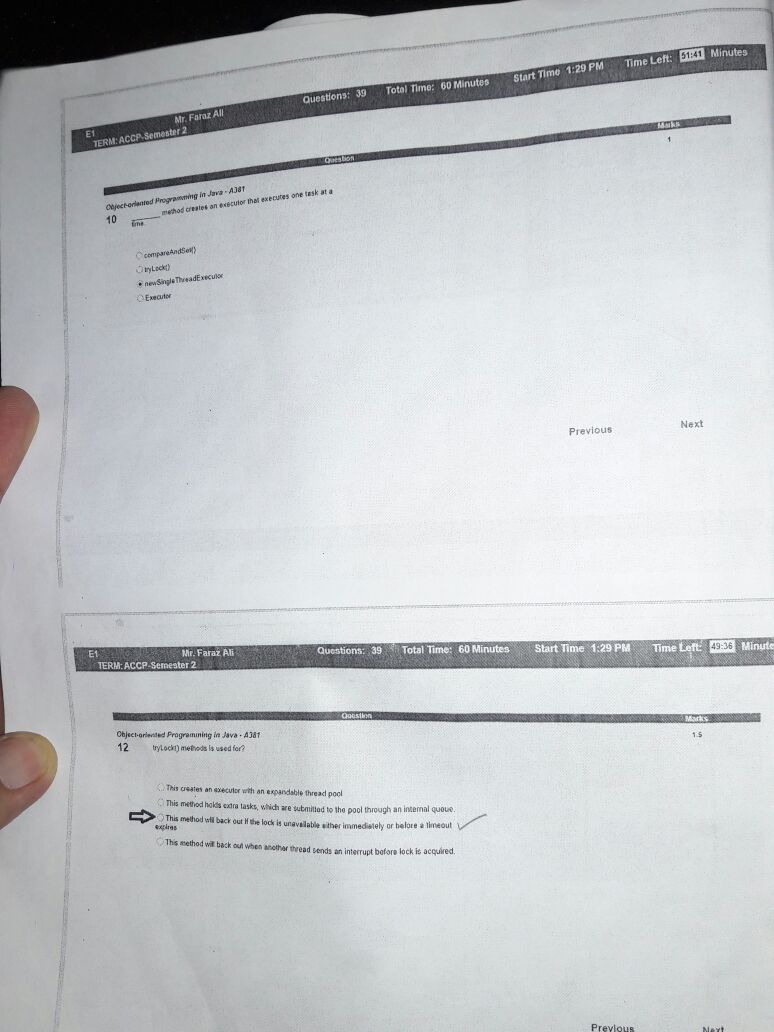 E1 Mr. Faraz Ali Questions: 39 Total Time: 60 Minutes Start Time 1:29 PM Time Left: 51:41 Minutes
TERM: ACCP-Semester 2
Question Marks
Object-oriented Programming in Java - A381 1
10 ______ method creates an executor that executes one task at a
time.
compareAndSet()
tryLock()
newSingleThreadExecutor
Executor
Previous Next
E1 Mr. Faraz Ali Questions: 39 Total Time: 60 Minutes Start Time 1:29 PM Time Left: 49:36 Minute
TERM: ACCP-Semester 2
Question Marks
Object-oriented Programming in Java - A381 1.5
12 tryLock() methods is used for?
This creates an executor with an expandable thread pool
This method holds extra tasks, which are submitted to the pool through an internal queue.
This method will back out if the lock is unavailable either immediately or before a timeout
expires
This method will back out when another thread sends an interrupt before lock is acquired.
Previous Next